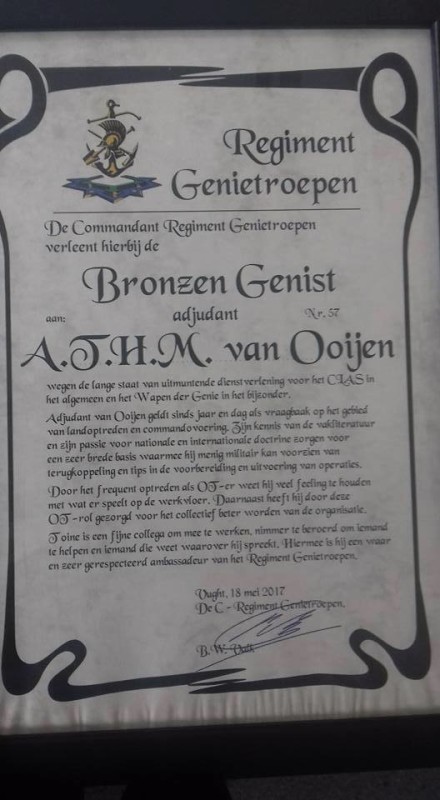 Regiment
Genietroepen
De Commandant Regiment Genietroepen
verleent hierbij de
Bronzen Genist
aan: adjudant Nr. 57
A.T.H.M. van Ooijen
wegen de lange staat van uitmuntende dienstverlening voor het CLAS in
het algemeen en het Wapen der Genie in het bijzonder.
Adjudant van Ooijen geldt sinds jaar en dag als vraagbaak op het gebied
van landoptreden en commandovoering. Zijn kennis van de vakliteratuur
en zijn passie voor nationale en internationale doctrine zorgen voor
een zeer brede basis waarmee hij menig militair kan voorzien van
terugkoppeling en tips in de voorbereiding en uitvoering van operaties.
Door het frequent optreden als OT-er weet hij veel feeling te houden
met wat er speelt op de werkvloer. Daarnaast heeft hij door deze
OT-rol gezorgd voor het collectief beter worden van de organisatie.
Toine is een fijne collega om mee te werken, nimmer te beroerd om iemand
te helpen en iemand die weet waarover hij spreekt. Hiermee is hij een waar
en zeer gerespecteerd ambassadeur van het Regiment Genietroepen.
Vught, 18 mei 2017
De C - Regiment Genietroepen,
B.W. Valk